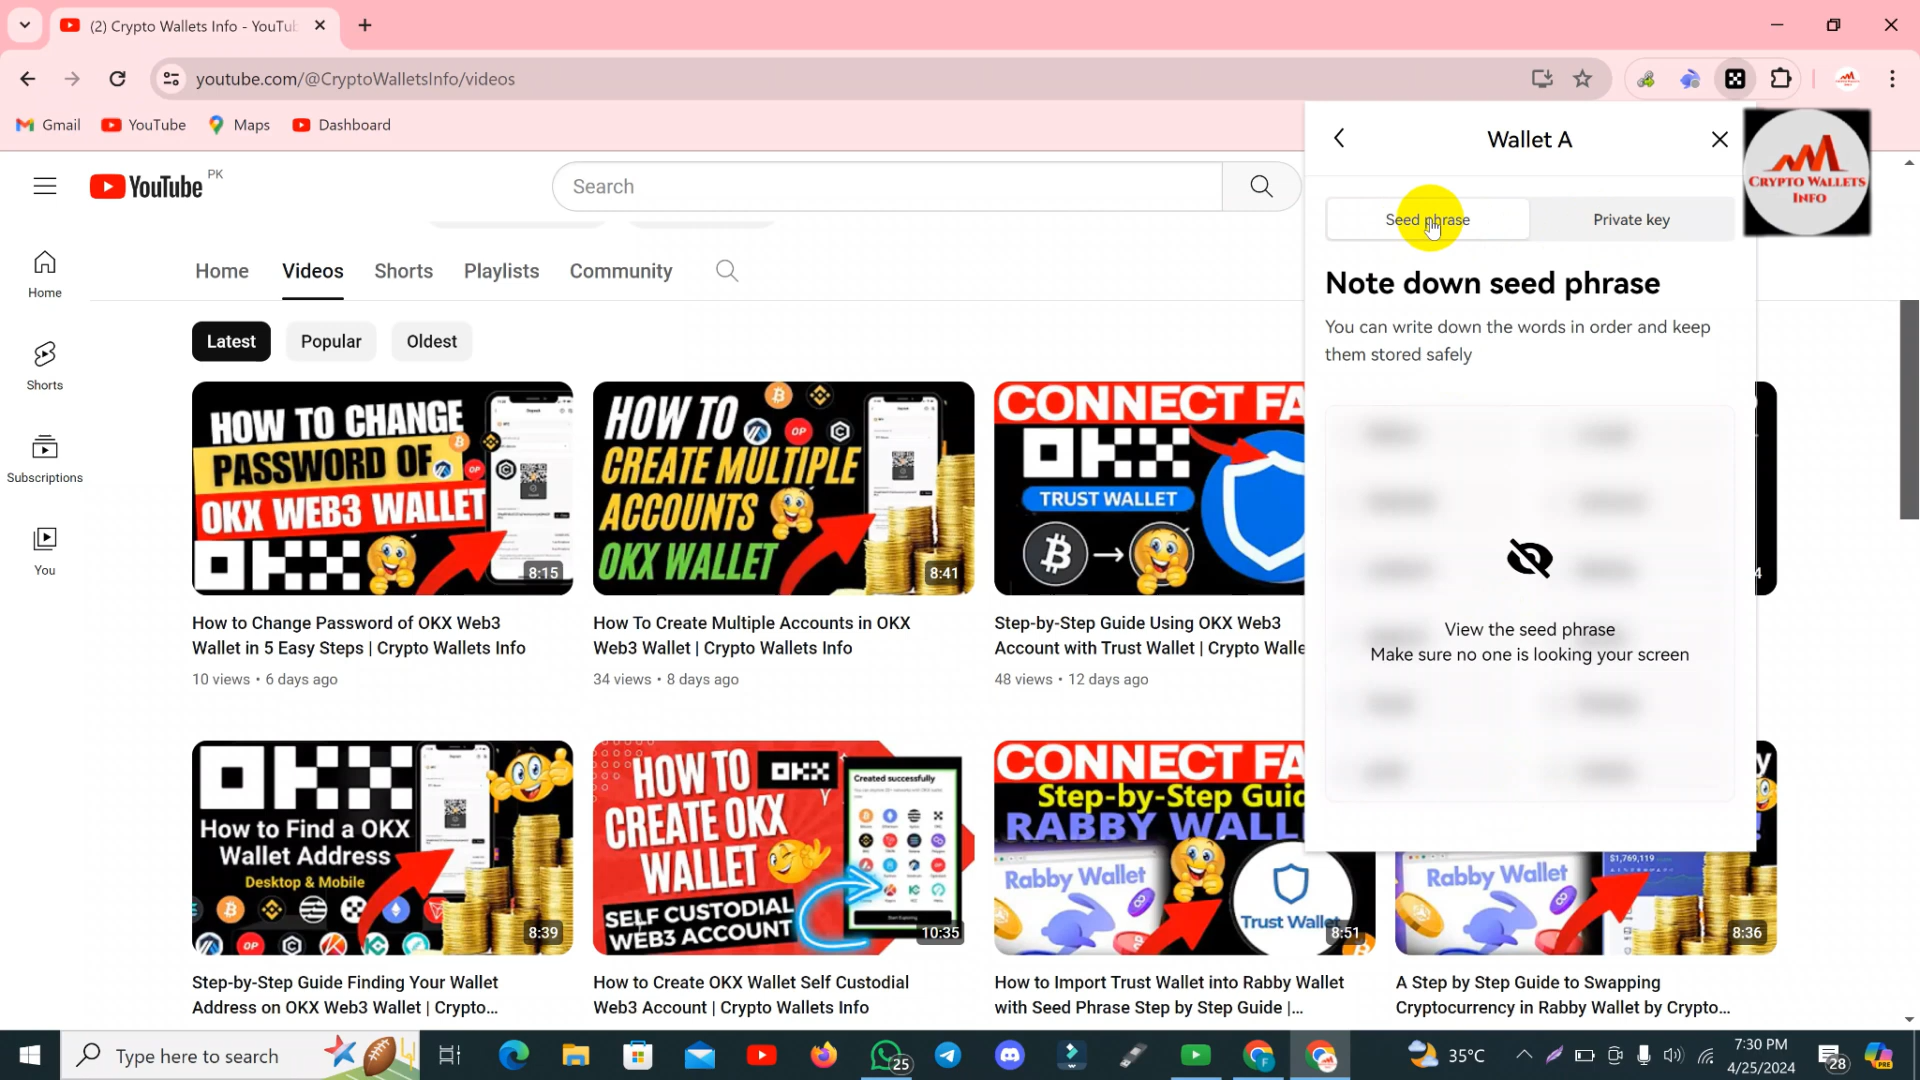 (2) Crypto Wallets Info - YouTub
youtube.com/@CryptoWalletsInfo/videos
Gmail
YouTube
Maps
Dashboard
YouTube
PK
Search
Home
Shorts
Subscriptions
You
Home
Videos
Shorts
Playlists
Community
Latest
Popular
Oldest
HOW TO CHANGE
PASSWORD OF
OKX WEB3 WALLET
8:15
How to Change Password of OKX Web3
Wallet in 5 Easy Steps | Crypto Wallets Info
10 views • 6 days ago
HOW TO
CREATE MULTIPLE
ACCOUNTS
OKX WALLET
8:41
How To Create Multiple Accounts in OKX
Web3 Wallet | Crypto Wallets Info
34 views • 8 days ago
CONNECT FA
TRUST WALLET
Step-by-Step Guide Using OKX Web3
Account with Trust Wallet | Crypto Walle
48 views • 12 days ago
4
How to Find a OKX
Wallet Address
Desktop & Mobile
8:39
Step-by-Step Guide Finding Your Wallet
Address on OKX Web3 Wallet | Crypto...
HOW TO
CREATE OKX
WALLET
SELF CUSTODIAL
WEB3 ACCOUNT
Created successfully
Start Exploring
10:35
How to Create OKX Wallet Self Custodial
Web3 Account | Crypto Wallets Info
CONNECT FA
Step-by-Step Guid
RABBY WALL
Rabby Wallet
Trust Wallet
8:51
How to Import Trust Wallet into Rabby Wallet
with Seed Phrase Step by Step Guide |...
y
!
$1,769,119
Rabby Wallet
8:36
A Step by Step Guide to Swapping
Cryptocurrency in Rabby Wallet by Crypto...
Wallet A
Seed phrase
Private key
Note down seed phrase
You can write down the words in order and keep
them stored safely
View the seed phrase
Make sure no one is looking your screen
CRYPTO WALLETS
INFO
Type here to search
25
F
35°C
7:30 PM
4/25/2024
28
PRE